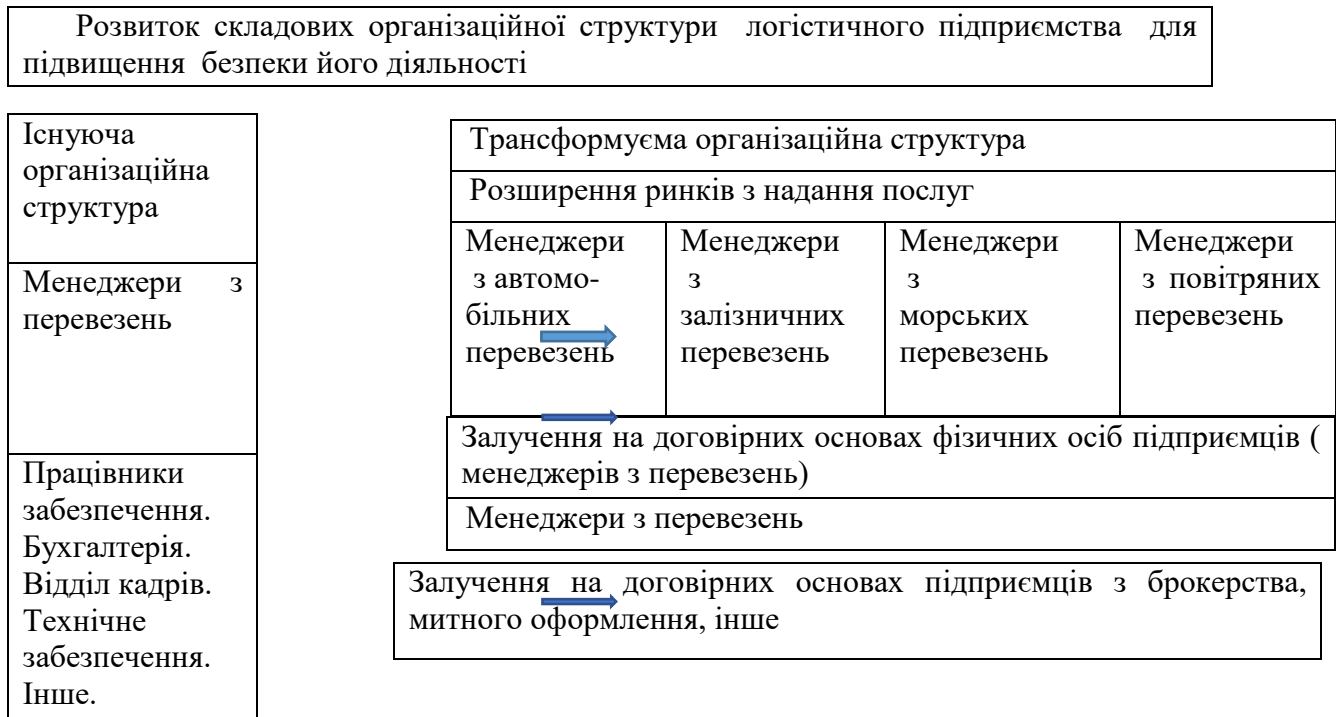 Розвиток складових організаційної структури логістичного підприємства для
підвищення безпеки його діяльності
Існуюча
організаційна
структура
Менеджери з
перевезень
Працівники
забезпечення.
Бухгалтерія.
Відділ кадрів.
Технічне
забезпечення.
Інше.
Трансформуєма організаційна структура
Розширення ринків з надання послуг
Менеджери
з автомо-
більних
перевезень
Менеджери
з
залізничних
перевезень
Менеджери
з
морських
перевезень
Менеджери
з повітряних
перевезень
Залучення на договірних основах фізичних осіб підприємців (
менеджерів з перевезень)
Менеджери з перевезень
Залучення на договірних основах підприємців з брокерства,
митного оформлення, інше